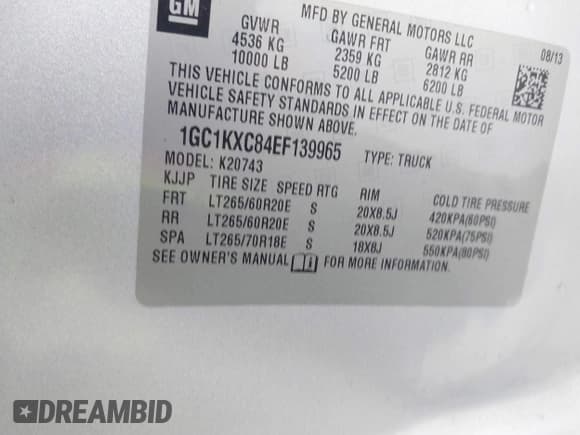 GM
MFD BY GENERAL MOTORS LLC
GVWR GAWR FRT GAWR RR 08/13
4536 KG 2359 KG 2812 KG
10000 LB 5200 LB 6200 LB
THIS VEHICLE CONFORMS TO ALL APPLICABLE U.S. FEDERAL MOTOR
VEHICLE SAFETY STANDARDS IN EFFECT ON THE DATE OF
MANUFACTURE SHOWN ABOVE.
1GC1KXC84EF139965 TYPE: TRUCK
MODEL: K20743
KJJP TIRE SIZE SPEED RTG RIM COLD TIRE PRESSURE
FRT LT265/60R20E S 20X8.5J 420KPA(60PSI)
RR LT265/60R20E S 20X8.5J 520KPA(75PSI)
SPA LT265/70R18E S 18X8J 550KPA(80PSI)
SEE OWNER'S MANUAL FOR MORE INFORMATION.
DREAMBID